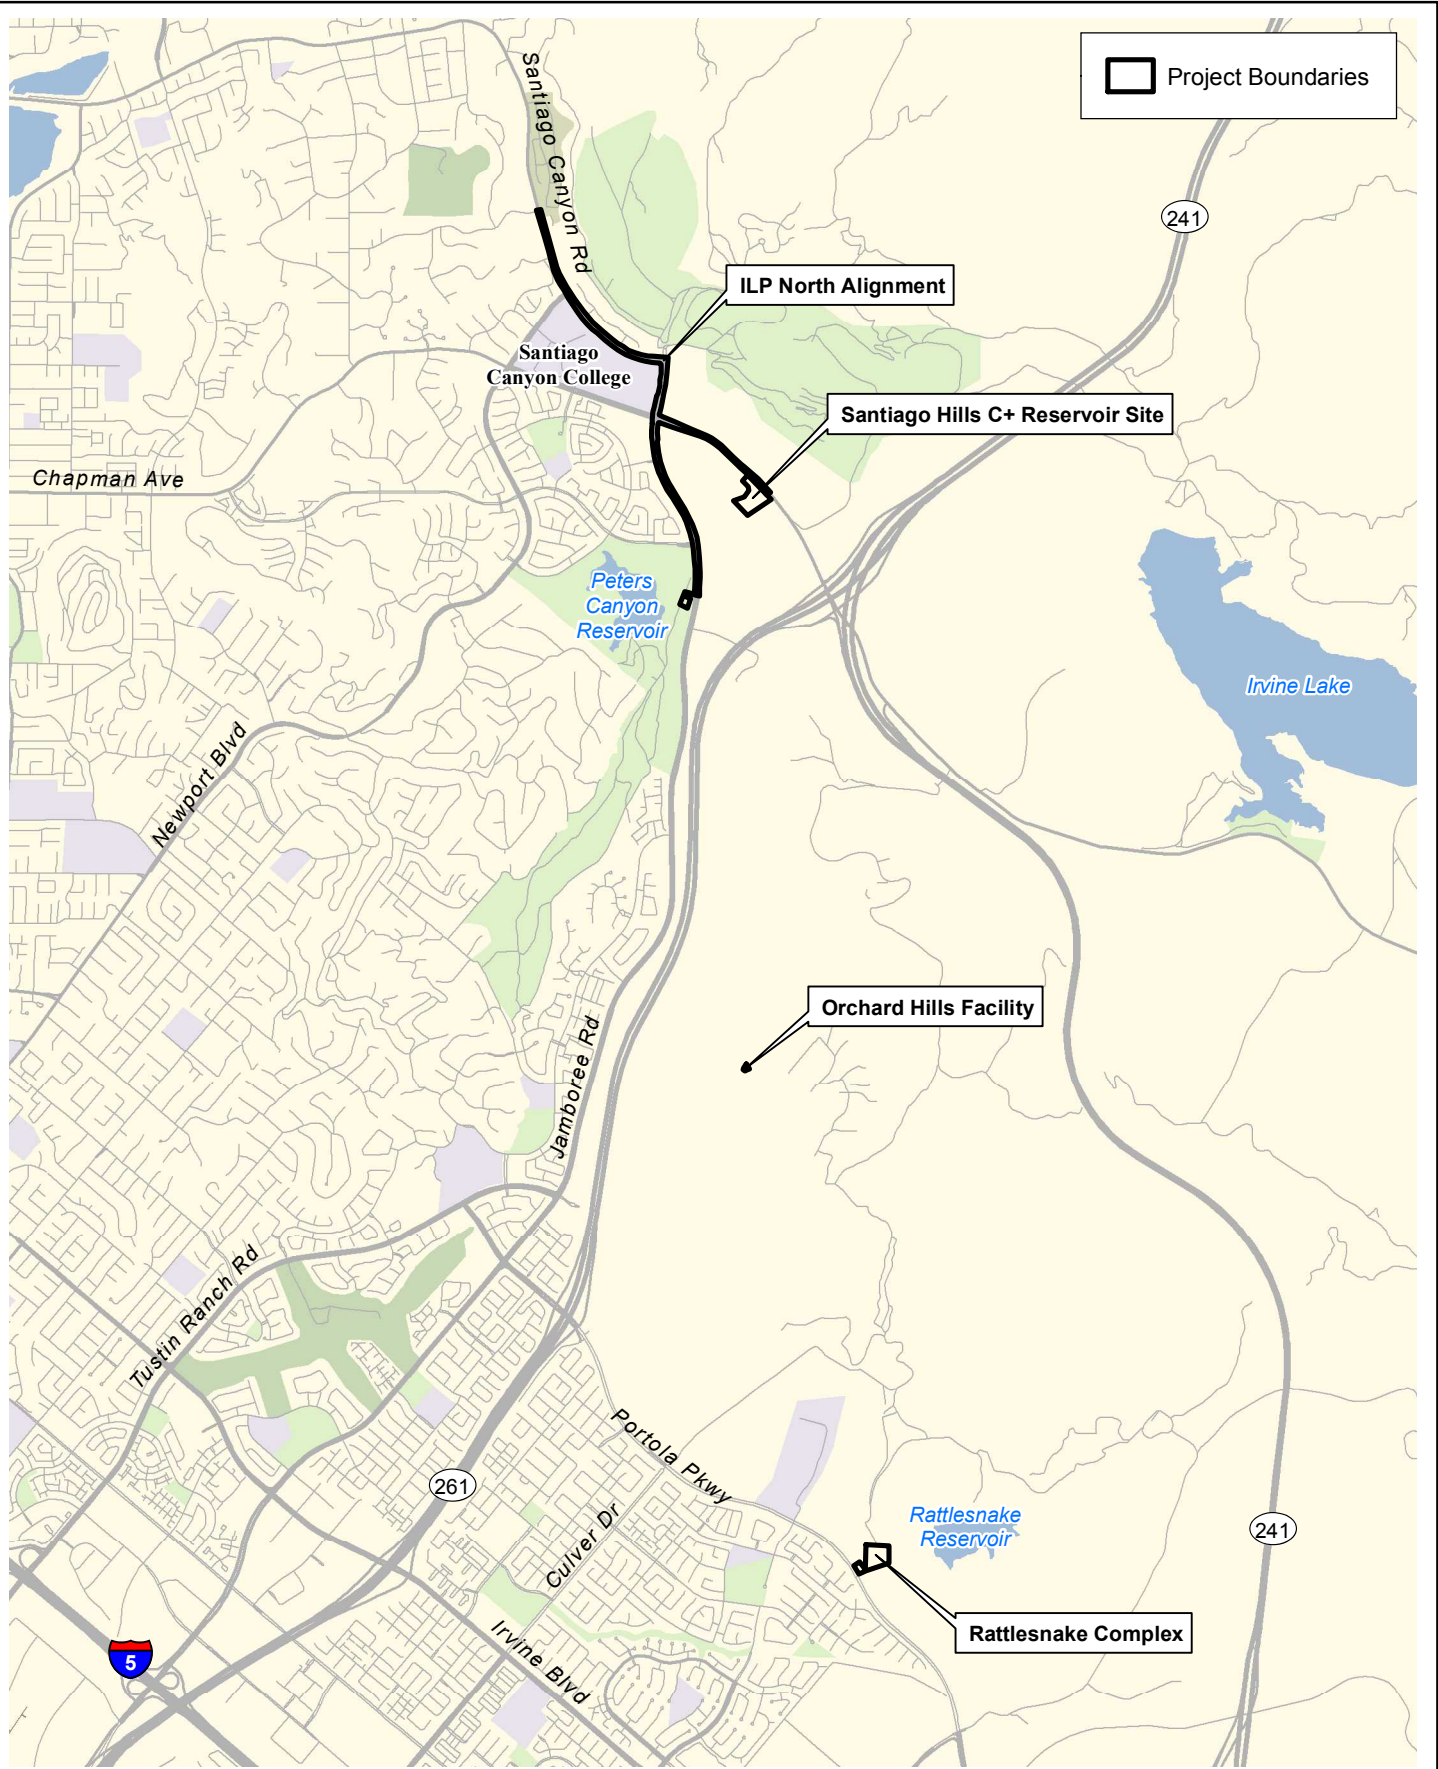 Project Boundaries
Santiago Canyon Rd
241
ILP North Alignment
Santiago
Canyon College
Santiago Hills C+ Reservoir Site
Chapman Ave
Peters
Canyon
Reservoir
Irvine Lake
Newport Blvd
Orchard Hills Facility
Jamboree Rd
Tustin Ranch Rd
Portola Pkwy
261
Culver Dr
Rattlesnake
Reservoir
241
Rattlesnake Complex
Irvine Blvd
5